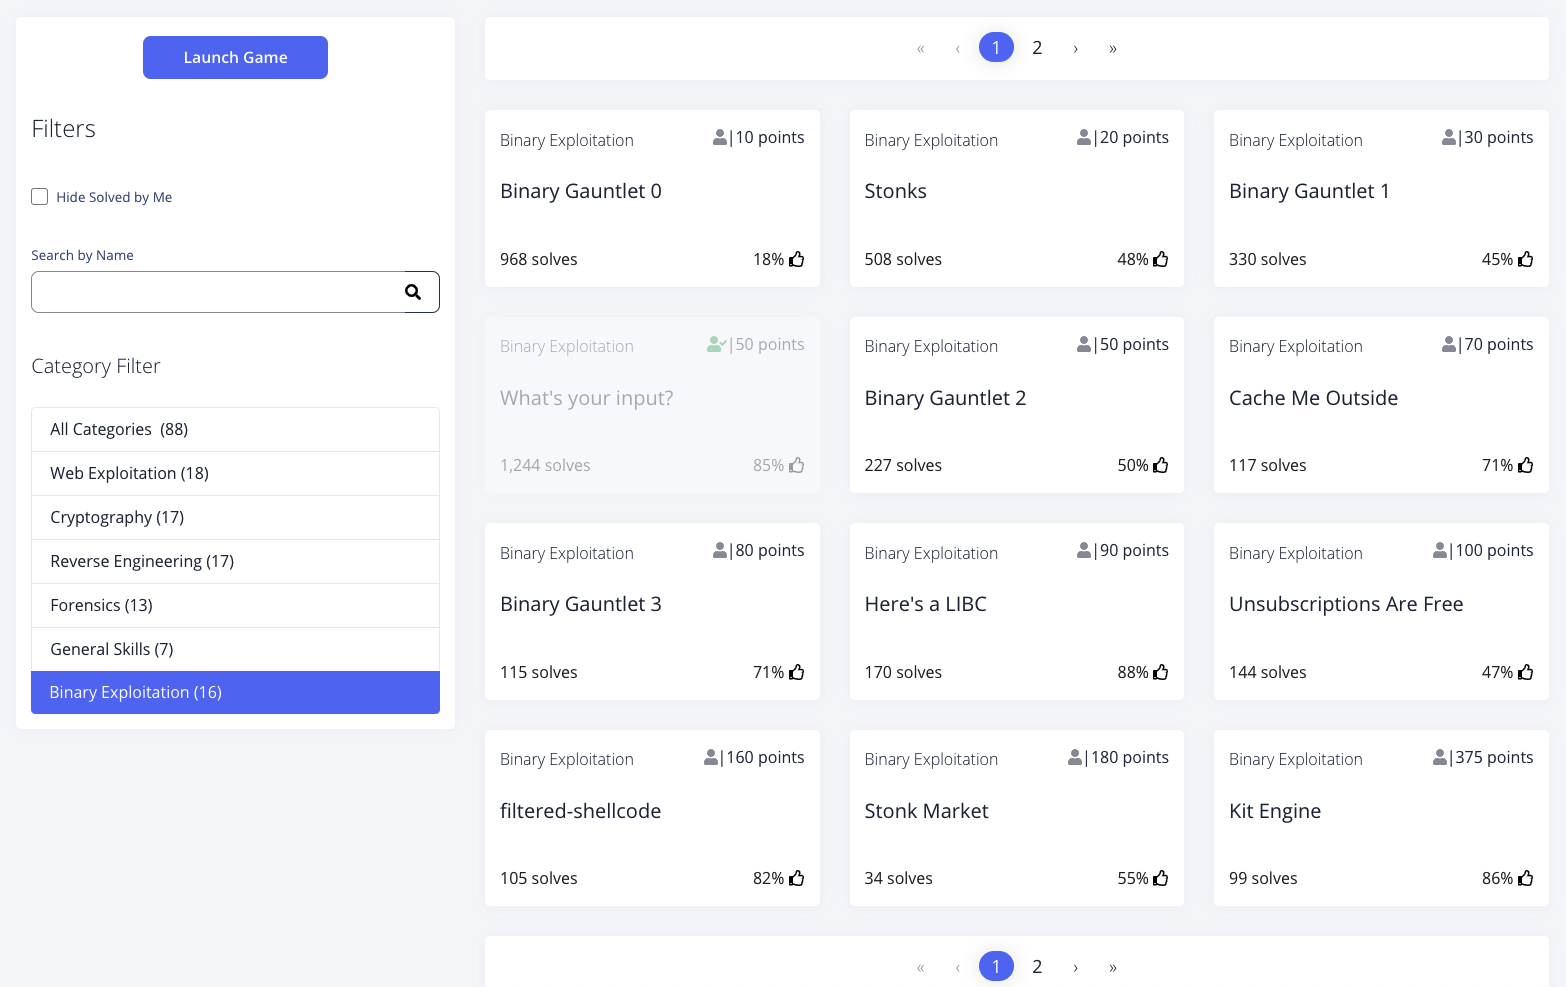 Launch Game
Filters
Hide Solved by Me
Search by Name
Category Filter
All Categories (88)
Web Exploitation (18)
Cryptography (17)
Reverse Engineering (17)
Forensics (13)
General Skills (7)
Binary Exploitation (16)
« ‹ 1 2 › »
Binary Exploitation |10 points
Binary Gauntlet 0
968 solves 18%
Binary Exploitation |20 points
Stonks
508 solves 48%
Binary Exploitation |30 points
Binary Gauntlet 1
330 solves 45%
Binary Exploitation |50 points
What's your input?
1,244 solves 85%
Binary Exploitation |50 points
Binary Gauntlet 2
227 solves 50%
Binary Exploitation |70 points
Cache Me Outside
117 solves 71%
Binary Exploitation |80 points
Binary Gauntlet 3
115 solves 71%
Binary Exploitation |90 points
Here's a LIBC
170 solves 88%
Binary Exploitation |100 points
Unsubscriptions Are Free
144 solves 47%
Binary Exploitation |160 points
filtered-shellcode
105 solves 82%
Binary Exploitation |180 points
Stonk Market
34 solves 55%
Binary Exploitation |375 points
Kit Engine
99 solves 86%
« ‹ 1 2 › »